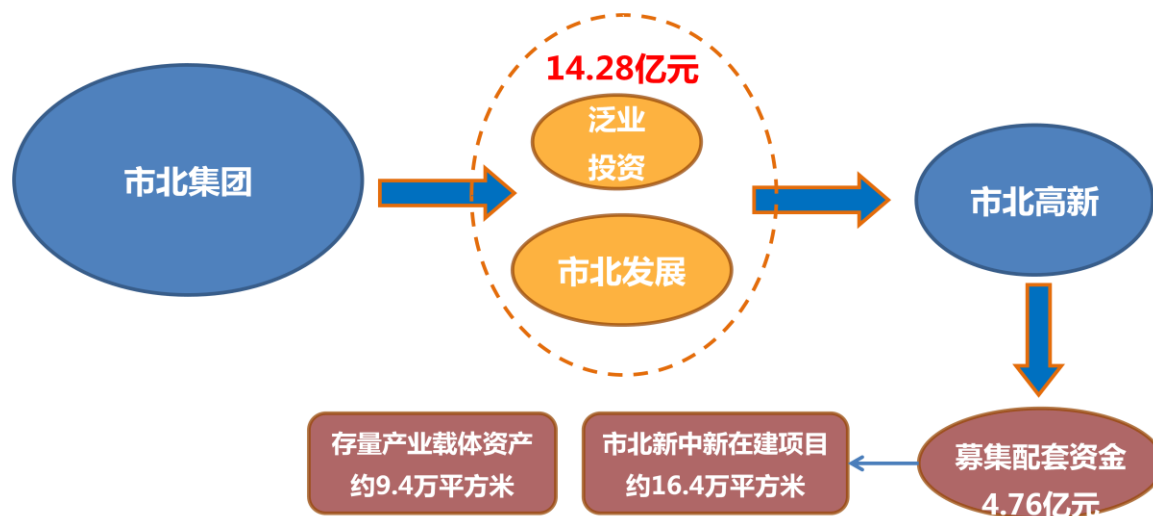 14.28亿元
泛业
投资
市北集团
市北高新
市北发展
存量产业载体资产
约9.4万平方米
市北新中新在建项目
约16.4万平方米
募集配套资金
4.76亿元